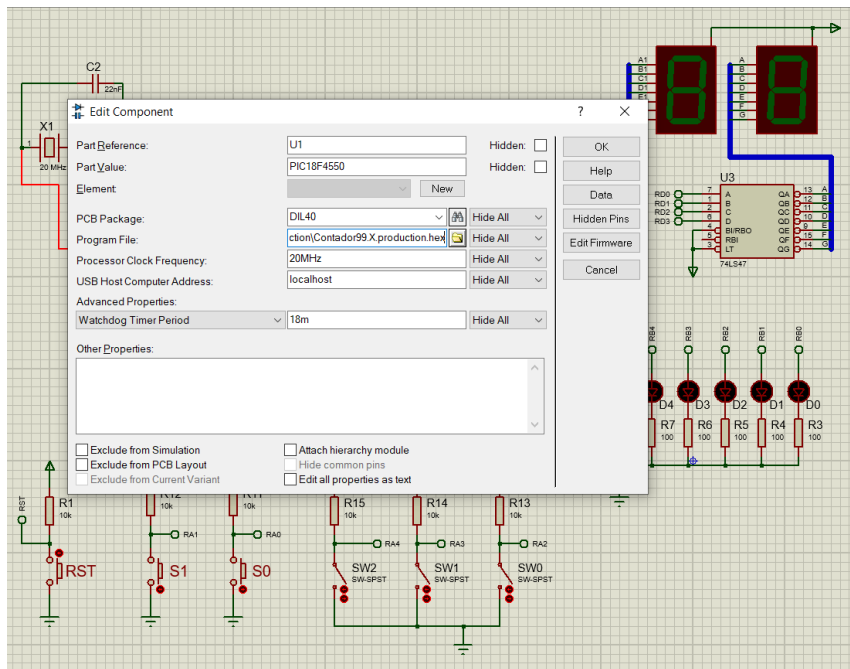 C2
22nF
X1
1
20 MHz
Edit Component
?
Part Reference:
U1
Hidden:
OK
Part Value:
PIC18F4550
Hidden:
Help
Element:
New
Data
PCB Package:
DIL40
Hide All
Hidden Pins
Program File:
ction\Contador99.X.production.hex
Hide All
Edit Firmware
Processor Clock Frequency:
20MHz
Hide All
Cancel
USB Host Computer Address:
localhost
Hide All
Advanced Properties:
Watchdog Timer Period
18m
Hide All
Other Properties:
Exclude from Simulation
Attach hierarchy module
Exclude from PCB Layout
Hide common pins
Exclude from Current Variant
Edit all properties as text
A1
B1
C1
D1
E1
A
B
C
D
E
F
G
U3
RD0
7
A
QA
13
A
RD1
1
B
QB
12
B
RD2
2
C
QC
11
C
RD3
6
D
QD
10
D
4
BI/RBO
QE
9
E
5
RBI
QF
15
F
3
LT
QG
14
G
74LS47
RB4
RB3
RB2
RB1
RB0
D4
D3
D2
D1
D0
R7
100
R6
100
R5
100
R4
100
R3
100
RST
R1
10k
R12
10k
R11
10k
R15
10k
R14
10k
R13
10k
RA1
RA0
RA4
RA3
RA2
RST
S1
S0
SW2
SW-SPST
SW1
SW-SPST
SW0
SW-SPST